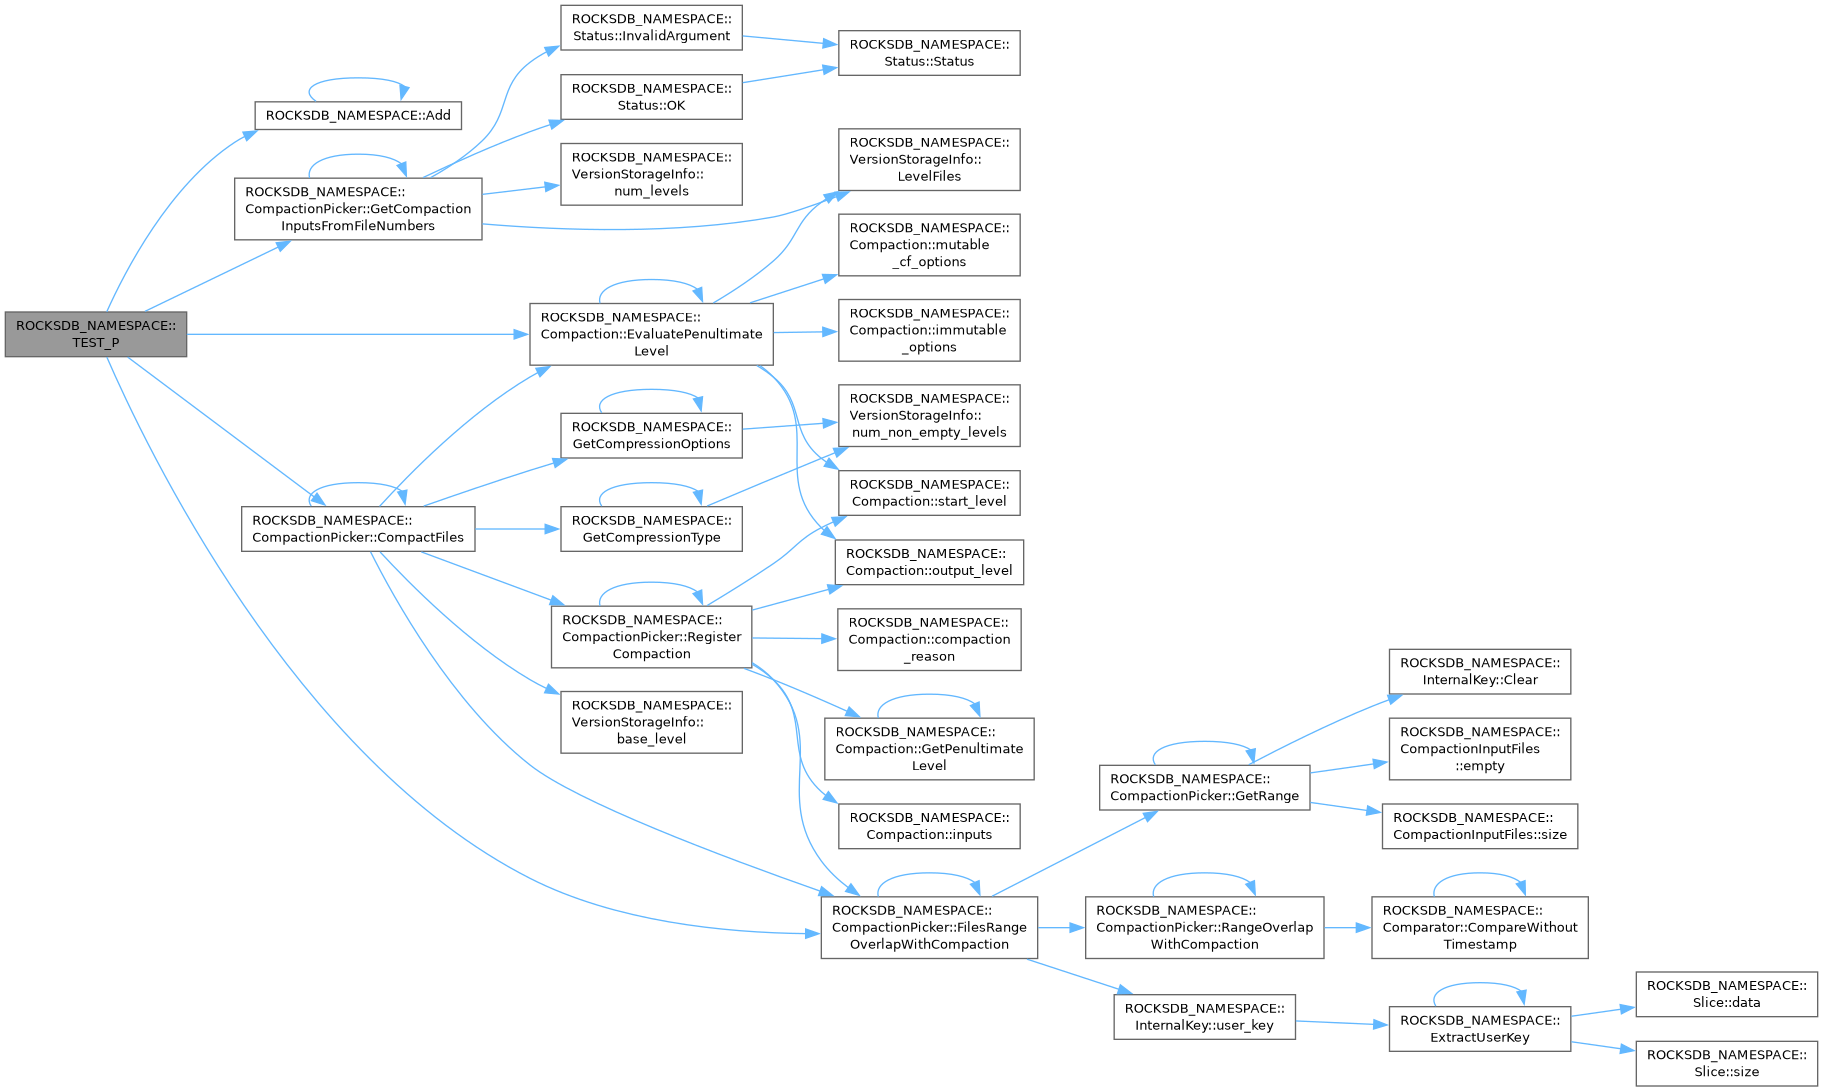 ROCKSDB_NAMESPACE::
TEST_P
ROCKSDB_NAMESPACE::Add
ROCKSDB_NAMESPACE::
CompactionPicker::GetCompaction
InputsFromFileNumbers
ROCKSDB_NAMESPACE::
CompactionPicker::CompactFiles
ROCKSDB_NAMESPACE::
Status::InvalidArgument
ROCKSDB_NAMESPACE::
Status::OK
ROCKSDB_NAMESPACE::
VersionStorageInfo::
num_levels
ROCKSDB_NAMESPACE::
Compaction::EvaluatePenultimate
Level
ROCKSDB_NAMESPACE::
GetCompressionOptions
ROCKSDB_NAMESPACE::
GetCompressionType
ROCKSDB_NAMESPACE::
CompactionPicker::Register
Compaction
ROCKSDB_NAMESPACE::
VersionStorageInfo::
base_level
ROCKSDB_NAMESPACE::
Status::Status
ROCKSDB_NAMESPACE::
VersionStorageInfo::
LevelFiles
ROCKSDB_NAMESPACE::
Compaction::mutable
_cf_options
ROCKSDB_NAMESPACE::
Compaction::immutable
_options
ROCKSDB_NAMESPACE::
VersionStorageInfo::
num_non_empty_levels
ROCKSDB_NAMESPACE::
Compaction::start_level
ROCKSDB_NAMESPACE::
Compaction::output_level
ROCKSDB_NAMESPACE::
Compaction::compaction
_reason
ROCKSDB_NAMESPACE::
Compaction::GetPenultimate
Level
ROCKSDB_NAMESPACE::
Compaction::inputs
ROCKSDB_NAMESPACE::
CompactionPicker::FilesRange
OverlapWithCompaction
ROCKSDB_NAMESPACE::
CompactionPicker::GetRange
ROCKSDB_NAMESPACE::
CompactionPicker::RangeOverlap
WithCompaction
ROCKSDB_NAMESPACE::
InternalKey::user_key
ROCKSDB_NAMESPACE::
InternalKey::Clear
ROCKSDB_NAMESPACE::
CompactionInputFiles
::empty
ROCKSDB_NAMESPACE::
CompactionInputFiles::size
ROCKSDB_NAMESPACE::
Comparator::CompareWithout
Timestamp
ROCKSDB_NAMESPACE::
ExtractUserKey
ROCKSDB_NAMESPACE::
Slice::data
ROCKSDB_NAMESPACE::
Slice::size